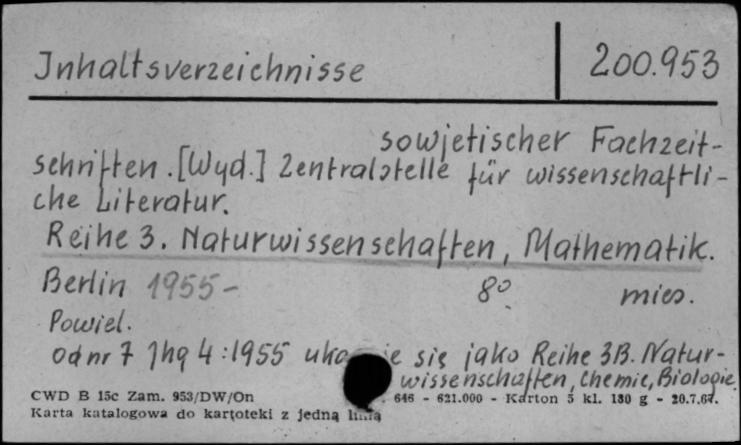 Inhaltsverzeichnisse 200.953
sowjetischer Fachzeit-
schriften. [Wyd.] Zentralstelle für wissenschaftli-
che Literatur.
Reihe 3. Naturwissenschaften, Mathematik.
Berlin 1955- 8° mies.
Powiel.
od nr 7 Jhg 4:1955 się jako Reihe 3B. Natur-
wissenschaften, Chemie, Biologie
CWD B 15c Zam. 953/DW/On 646 - 621.000 - Karton 5 kl. 180 g - 20.7.67.
Karta katalogowa do kartoteki z jedną linią